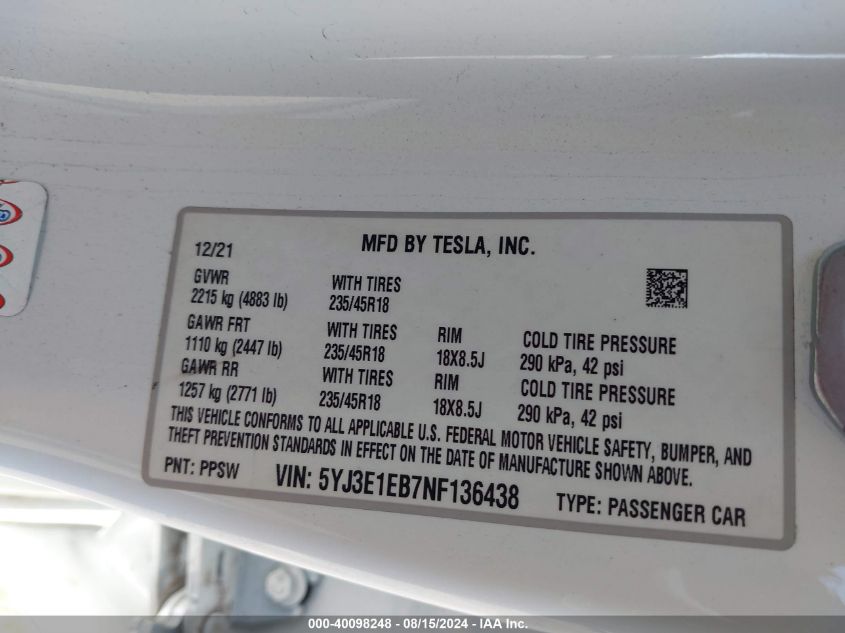 MFD BY TESLA, INC.
12/21
GVWR
2215 kg (4883 lb)
WITH TIRES
235/45R18
GAWR FRT
1110 kg (2447 lb)
WITH TIRES
235/45R18
RIM
18X8.5J
COLD TIRE PRESSURE
290 kPa, 42 psi
GAWR RR
1257 kg (2771 lb)
WITH TIRES
235/45R18
RIM
18X8.5J
COLD TIRE PRESSURE
290 kPa, 42 psi
THIS VEHICLE CONFORMS TO ALL APPLICABLE U.S. FEDERAL MOTOR VEHICLE SAFETY, BUMPER, AND
THEFT PREVENTION STANDARDS IN EFFECT ON THE DATE OF MANUFACTURE SHOWN ABOVE.
PNT: PPSW VIN: 5YJ3E1EB7NF136438 TYPE: PASSENGER CAR
000-40098248 - 08/15/2024 - IAA Inc.